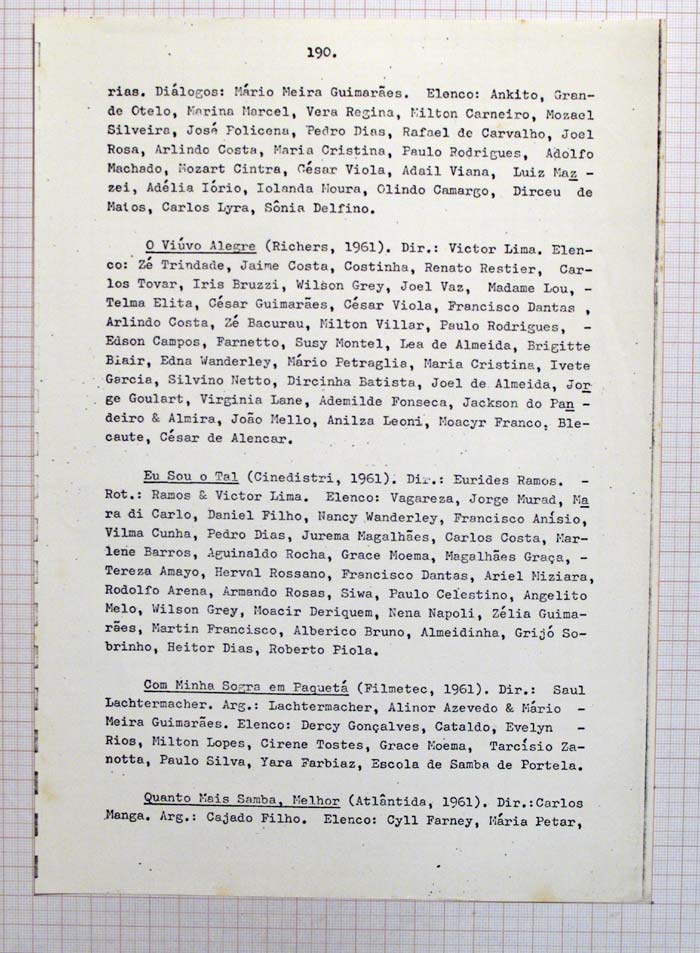 190.
rias. Diálogos: Mário Meira Guimarães. Elenco: Ankito, Gran-
de Otelo, Marina Marcel, Vera Regina, Milton Carneiro, Mozael
Silveira, José Policena, Pedro Dias, Rafael de Carvalho, Joel
Rosa, Arlindo Costa, Maria Cristina, Paulo Rodrigues, Adolfo
Machado, Mozart Cintra, César Viola, Adail Viana, Luiz Maz -
zei, Adélia Iório, Iolanda Moura, Olindo Camargo, Dirceu de
Matos, Carlos Lyra, Sônia Delfino.
O Viúvo Alegre (Richers, 1961). Dir.: Victor Lima. Elen-
co: Zé Trindade, Jaime Costa, Costinha, Renato Restier, Car-
los Tovar, Iris Bruzzi, Wilson Grey, Joel Vaz, Madame Lou, -
Telma Elita, César Guimarães, César Viola, Francisco Dantas ,
Arlindo Costa, Zé Bacurau, Milton Villar, Paulo Rodrigues, -
Edson Campos, Farnetto, Susy Montel, Lea de Almeida, Brigitte
Blair, Edna Wanderley, Mário Petraglia, Maria Cristina, Ivete
Garcia, Silvino Netto, Dircinha Batista, Joel de Almeida, Jor
ge Goulart, Virginia Lane, Ademilde Fonseca, Jackson do Pan -
deiro & Almira, João Mello, Anilza Leoni, Moacyr Franco, Ble-
caute, César de Alencar.
Eu Sou o Tal (Cinedistri, 1961). Dir.: Eurides Ramos. -
Rot.: Ramos & Victor Lima. Elenco: Vagareza, Jorge Murad, Ma
ra di Carlo, Daniel Filho, Nancy Wanderley, Francisco Anísio,
Vilma Cunha, Pedro Dias, Jurema Magalhães, Carlos Costa, Mar-
lene Barros, Aguinaldo Rocha, Grace Moema, Magalhães Graça, -
Tereza Amayo, Herval Rossano, Francisco Dantas, Ariel Miziara,
Rodolfo Arena, Armando Rosas, Siwa, Paulo Celestino, Angelito
Melo, Wilson Grey, Moacir Deriquem, Nena Napoli, Zélia Guima-
rães, Martin Francisco, Alberico Bruno, Almeidinha, Grijó So-
brinho, Heitor Dias, Roberto Piola.
Com Minha Sogra em Paquetá (Filmetec, 1961). Dir.: Saul
Lachtermacher. Arg.: Lachtermacher, Alinor Azevedo & Mário -
Meira Guimarães. Elenco: Dercy Gonçalves, Cataldo, Evelyn -
Rios, Milton Lopes, Cirene Tostes, Grace Moema, Tarcísio Za-
notta, Paulo Silva, Yara Farbiaz, Escola de Samba de Portela.
Quanto Mais Samba, Melhor (Atlântida, 1961). Dir.:Carlos
Manga. Arg.: Cajado Filho. Elenco: Cyll Farney, Mária Petar,